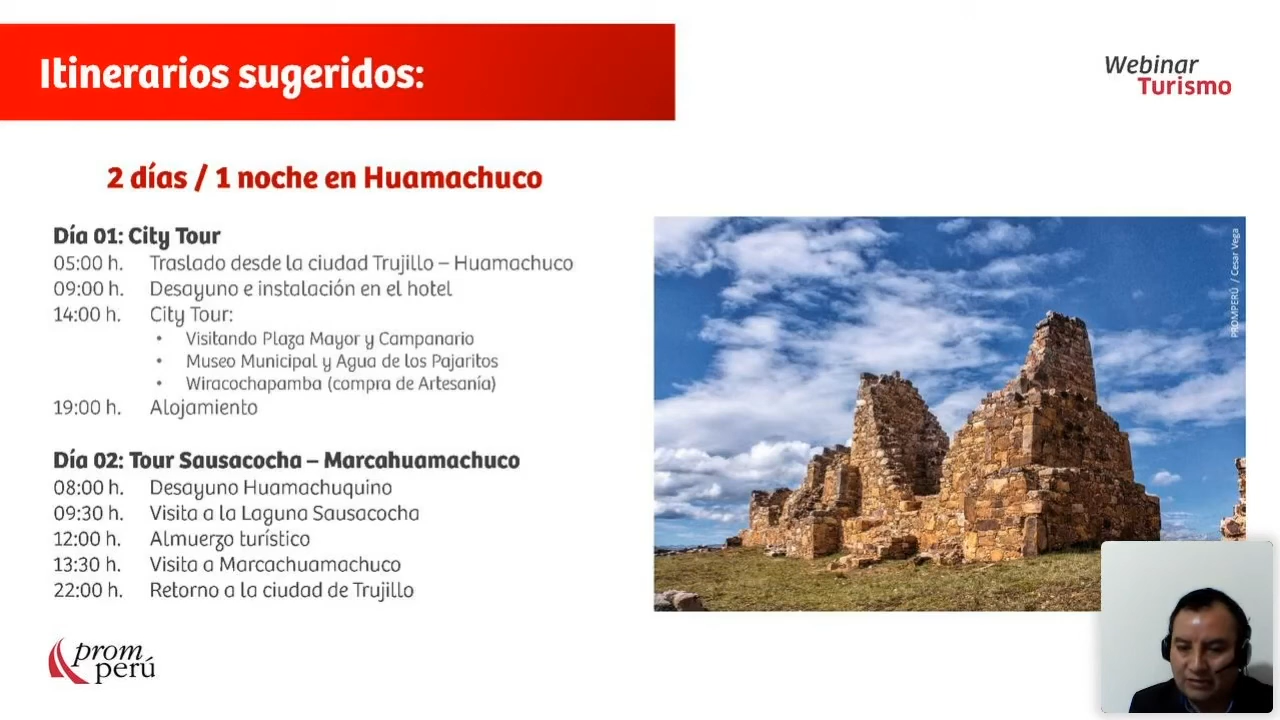 Itinerarios sugeridos:
Webinar
Turismo
2 días / 1 noche en Huamachuco
Día 01: City Tour
05:00 h. Traslado desde la ciudad Trujillo – Huamachuco
09:00 h. Desayuno e instalación en el hotel
14:00 h. City Tour:
• Visitando Plaza Mayor y Campanario
• Museo Municipal y Agua de los Pajaritos
• Wiracochapamba (compra de Artesanía)
19:00 h. Alojamiento
Día 02: Tour Sausacocha – Marcahuamachuco
08:00 h. Desayuno Huamachuquino
09:30 h. Visita a la Laguna Sausacocha
12:00 h. Almuerzo turístico
13:30 h. Visita a Marcachuamachuco
22:00 h. Retorno a la ciudad de Trujillo
PROMPERÚ / Cesar Vega
prom
perú